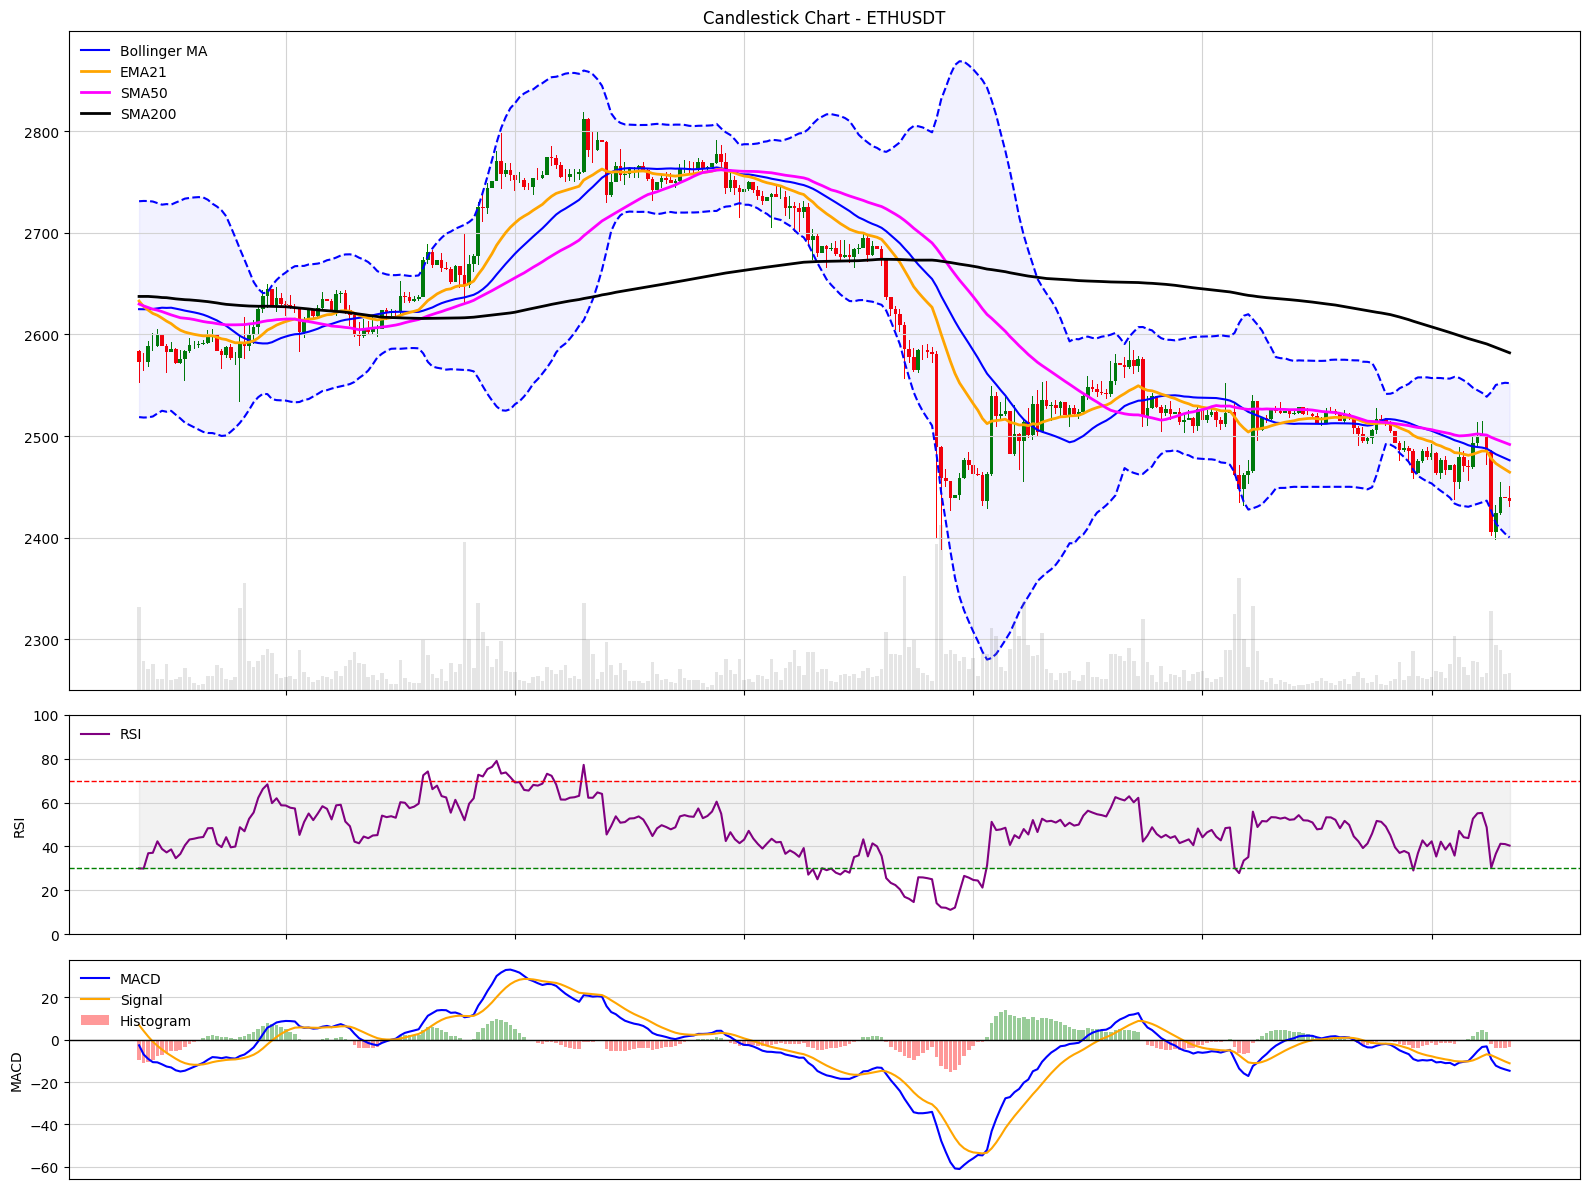 Candlestick Chart - ETHUSDT
Bollinger MA
EMA21
SMA50
SMA200
2800
2700
2600
2500
2400
2300
RSI
100
80
60
40
20
0
RSI
MACD
Signal
Histogram
20
0
−20
−40
−60
MACD